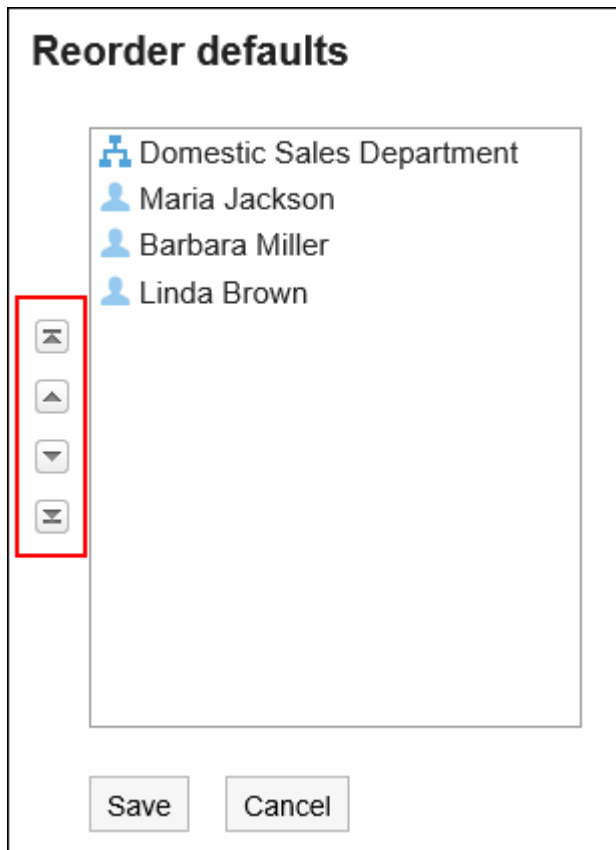 Reorder defaults
Domestic Sales Department
Maria Jackson
Barbara Miller
Linda Brown
Save Cancel